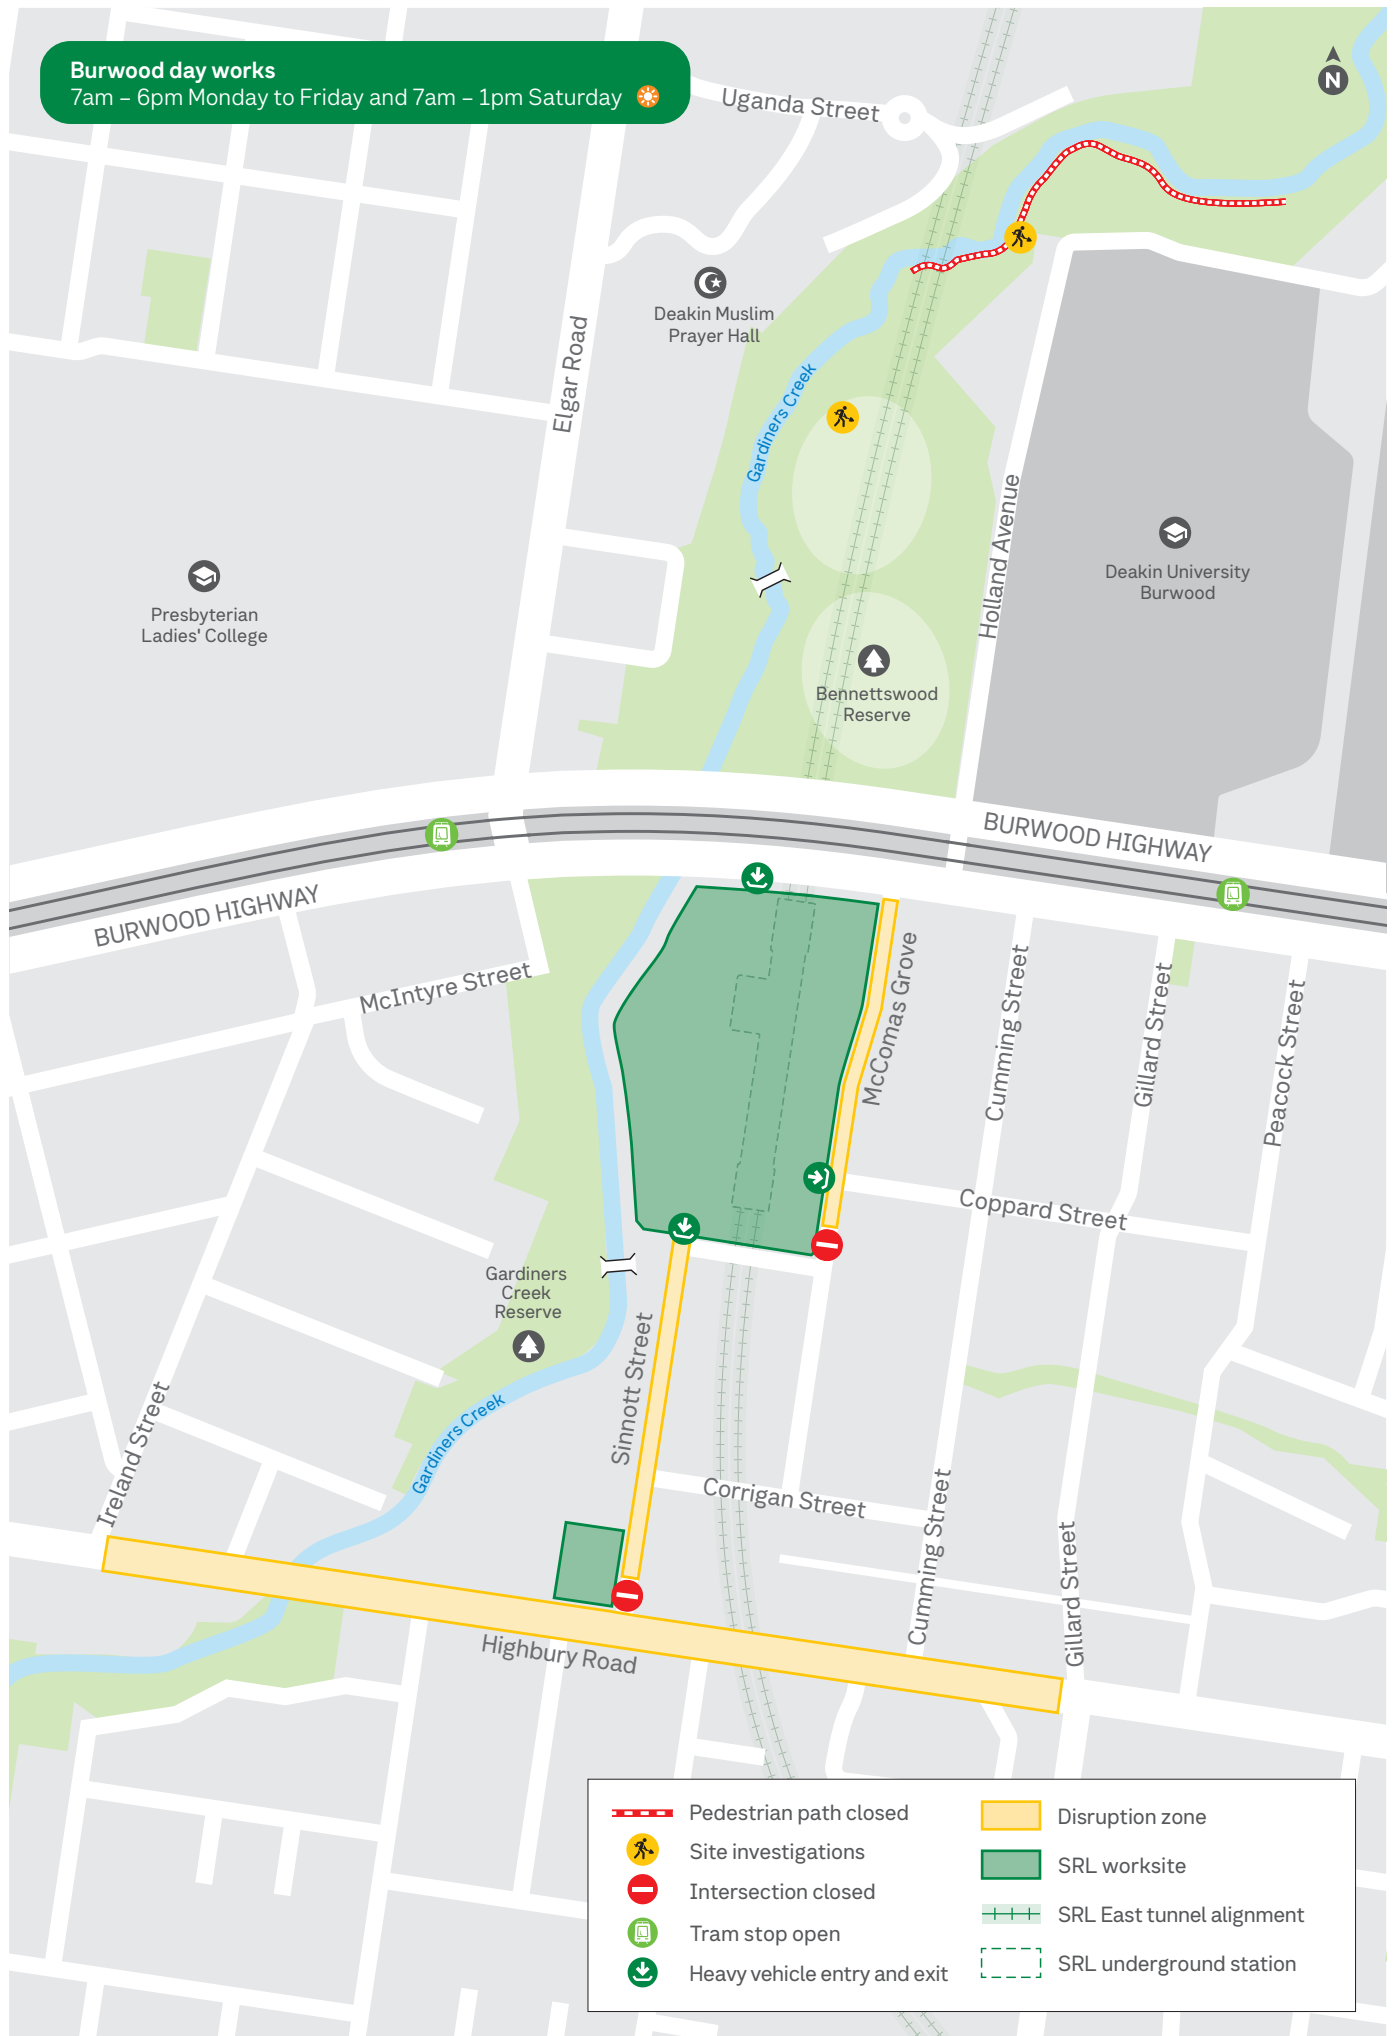 Burwood day works
7am – 6pm Monday to Friday and 7am – 1pm Saturday
N
Uganda Street
Deakin Muslim
Prayer Hall
Elgar Road
Gardiners Creek
Holland Avenue
Deakin University
Burwood
Presbyterian
Ladies' College
Bennettswood
Reserve
BURWOOD HIGHWAY
BURWOOD HIGHWAY
McIntyre Street
McComas Grove
Cumming Street
Gillard Street
Peacock Street
Coppard Street
Gardiners
Creek
Reserve
Sinnott Street
Ireland Street
Gardiners Creek
Corrigan Street
Cumming Street
Gillard Street
Highbury Road
Pedestrian path closed
Site investigations
Intersection closed
Tram stop open
Heavy vehicle entry and exit
Disruption zone
SRL worksite
SRL East tunnel alignment
SRL underground station